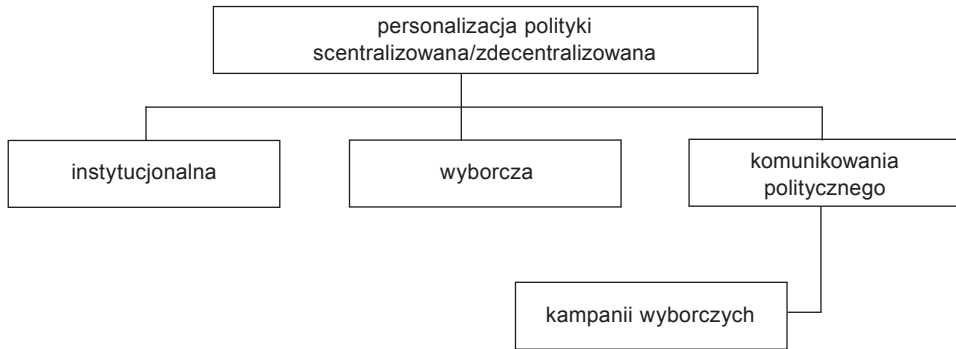 personalizacja polityki
scentralizowana/zdecentralizowana
instytucjonalna
wyborcza
komunikowania
politycznego
kampanii wyborczych